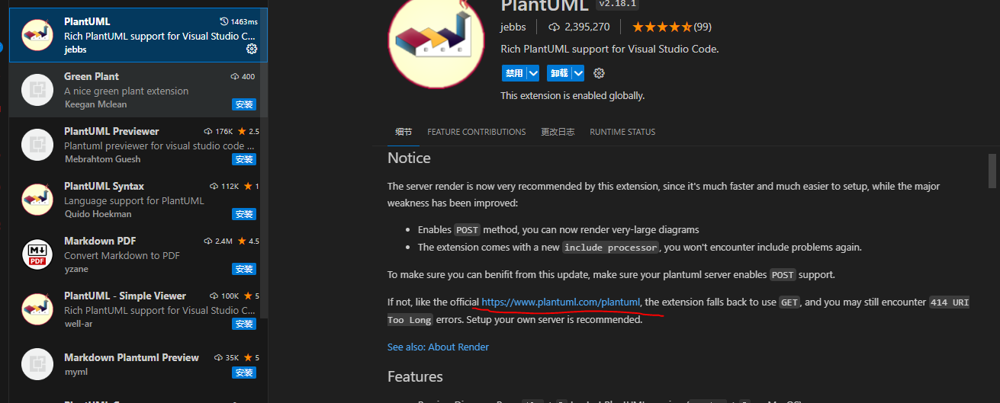 PlantUML
1463ms
Rich PlantUML support for Visual Studio C...
jebbs
Green Plant
400
A nice green plant extension
Keegan Mclean
安装
PlantUML Previewer
176K ★ 2.5
Plantuml previewer for visual studio code ...
Mebrahtom Guesh
安装
PlantUML Syntax
112K ★ 1
Language support for PlantUML
Quido Hoekman
安装
Markdown PDF
2.4M ★ 4.5
Convert Markdown to PDF
yzane
安装
PlantUML - Simple Viewer
100K ★ 5
Rich PlantUML support for Visual Studio C...
well-ar
安装
Markdown Plantuml Preview
35K ★ 5
myml
安装
M
PDF
PlantUML
v2.18.1
jebbs
2,395,270
(99)
Rich PlantUML support for Visual Studio Code.
禁用
卸载
This extension is enabled globally.
细节
FEATURE CONTRIBUTIONS
更改日志
RUNTIME STATUS
Notice
The server render is now very recommended by this extension, since it's much faster and much easier to setup, while the major
weakness has been improved:
• Enables POST method, you can now render very-large diagrams
• The extension comes with a new include processor, you won't encounter include problems again.
To make sure you can benifit from this update, make sure your plantuml server enables POST support.
If not, like the official https://www.plantuml.com/plantuml, the extension falls back to use GET, and you may still encounter 414 URI
Too Long errors. Setup your own server is recommended.
See also: About Render
Features